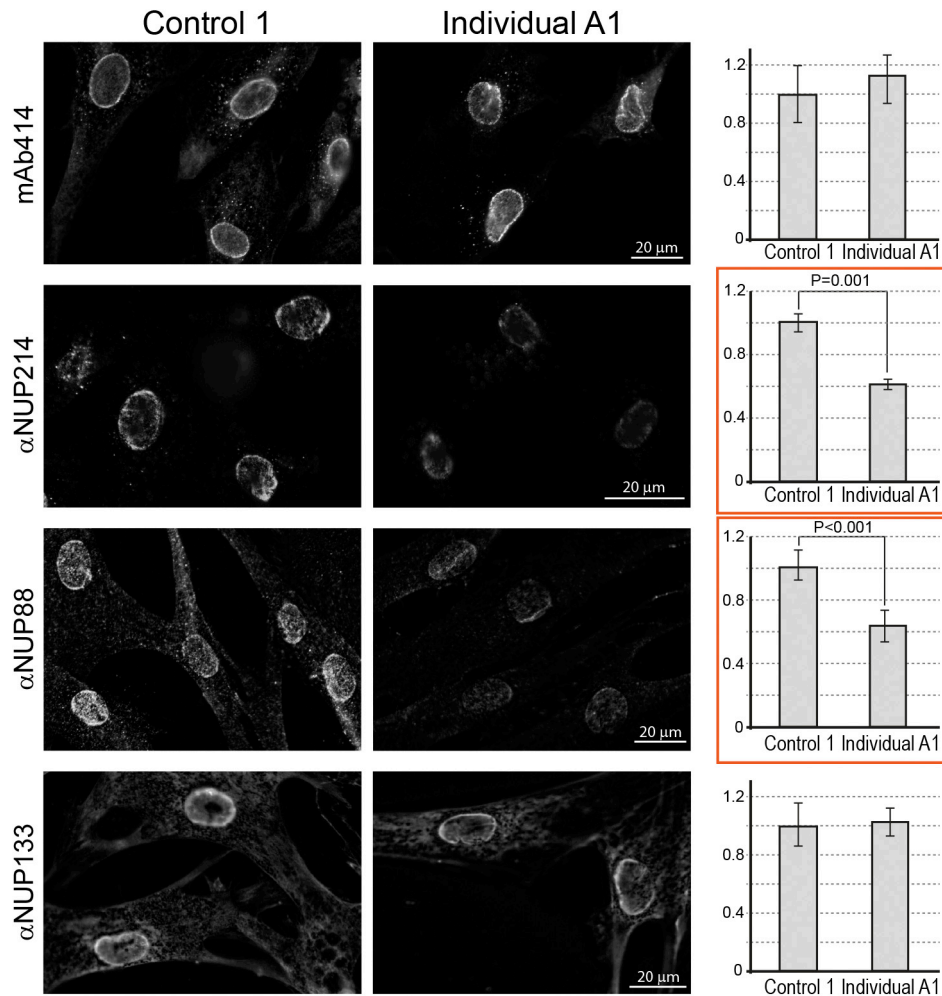 Control 1
Individual A1
mAb414
20 µm
1.2
0.8
0.4
0
Control 1 Individual A1
αNUP214
20 µm
P=0.001
1.2
0.8
0.4
0
Control 1 Individual A1
αNUP88
20 µm
P<0.001
1.2
0.8
0.4
0
Control 1 Individual A1
αNUP133
20 µm
1.2
0.8
0.4
0
Control 1 Individual A1